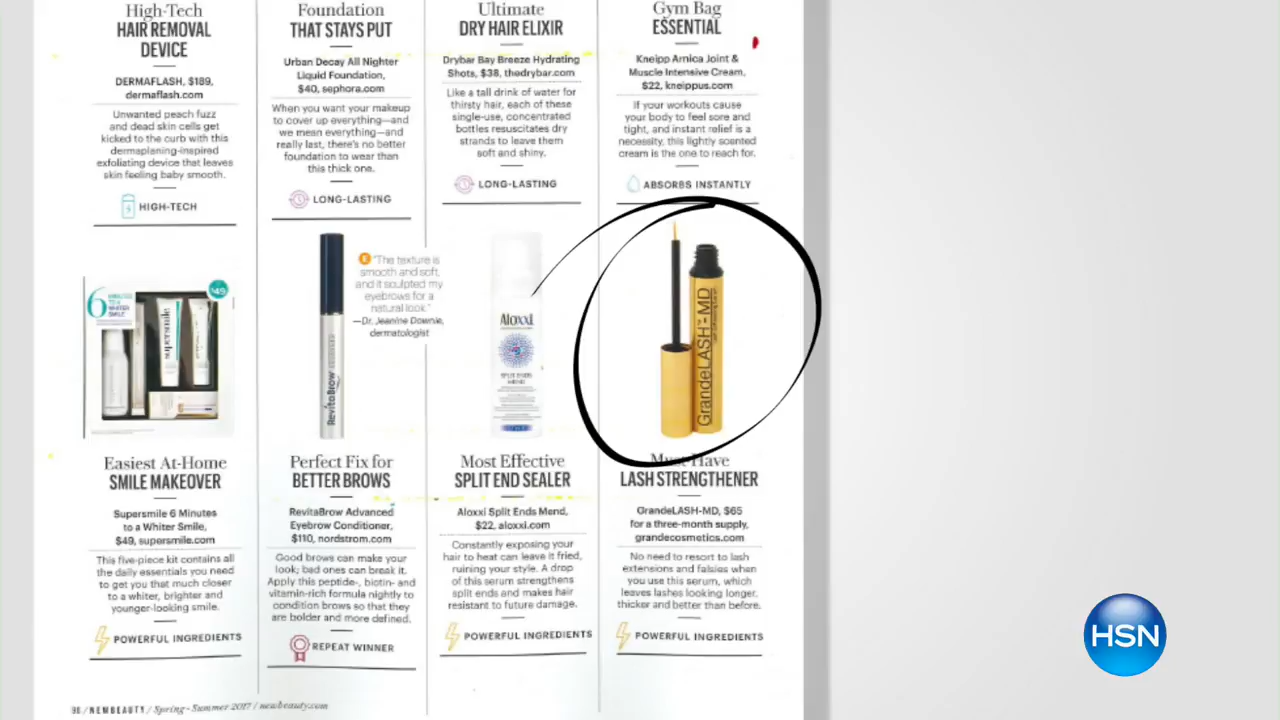 High-Tech
HAIR REMOVAL
DEVICE
DERMAFLASH, $189,
dermaflash.com
Unwanted peach fuzz
and dead skin cells get
kicked to the curb with this
dermaplaning-inspired
exfoliating device that leaves
skin feeling baby smooth.
HIGH-TECH
Foundation
THAT STAYS PUT
Urban Decay All Nighter
Liquid Foundation,
$40, sephora.com
When you want your makeup
to cover up everything—and
we mean everything—and
really last, there's no better
foundation to wear than
this thick one.
LONG-LASTING
Ultimate
DRY HAIR ELIXIR
Drybar Bay Breeze Hydrating
Shots, $38, thedrybar.com
Like a tall drink of water for
thirsty hair, each of these
single-use, concentrated
bottles resuscitates dry
strands to leave them
soft and shiny.
LONG-LASTING
Gym Bag
ESSENTIAL
Kneipp Arnica Joint &
Muscle Intensive Cream,
$22, kneippus.com
If your workouts cause
your body to feel sore and
tight, and instant relief is a
necessity, this lightly scented
cream is the one to reach for.
ABSORBS INSTANTLY
6 MINUTES
TO A
WHITER
SMILE
$49
supersmile
Easiest At-Home
SMILE MAKEOVER
Supersmile 6 Minutes
to a Whiter Smile,
$49, supersmile.com
This five-piece kit contains all
the daily essentials you need
to get you that much closer
to a whiter, brighter and
younger-looking smile.
POWERFUL INGREDIENTS
RevitaBrow
"The texture is
smooth and soft,
and it sculpted my
eyebrows for a
natural look."
—Dr. Jeanine Downie,
dermatologist
Perfect Fix for
BETTER BROWS
RevitaBrow Advanced
Eyebrow Conditioner,
$110, nordstrom.com
Good brows can make your
look; bad ones can break it.
Apply this peptide-, biotin- and
vitamin-rich formula nightly to
condition brows so that they
are bolder and more defined.
REPEAT WINNER
Aloxxi
SPLIT ENDS
MEND
Most Effective
SPLIT END SEALER
Aloxxi Split Ends Mend,
$22, aloxxi.com
Constantly exposing your
hair to heat can leave it fried,
ruining your style. A drop
of this serum strengthens
split ends and makes hair
resistant to future damage.
POWERFUL INGREDIENTS
GrandeLASH™-MD
Must Have
LASH STRENGTHENER
GrandeLASH-MD, $65
for a three-month supply,
grandecosmetics.com
No need to resort to lash
extensions and falsies when
you use this serum, which
leaves lashes looking longer,
thicker and better than before.
POWERFUL INGREDIENTS
HSN
96 / NEWBEAUTY / Spring - Summer 2017 / newbeauty.com